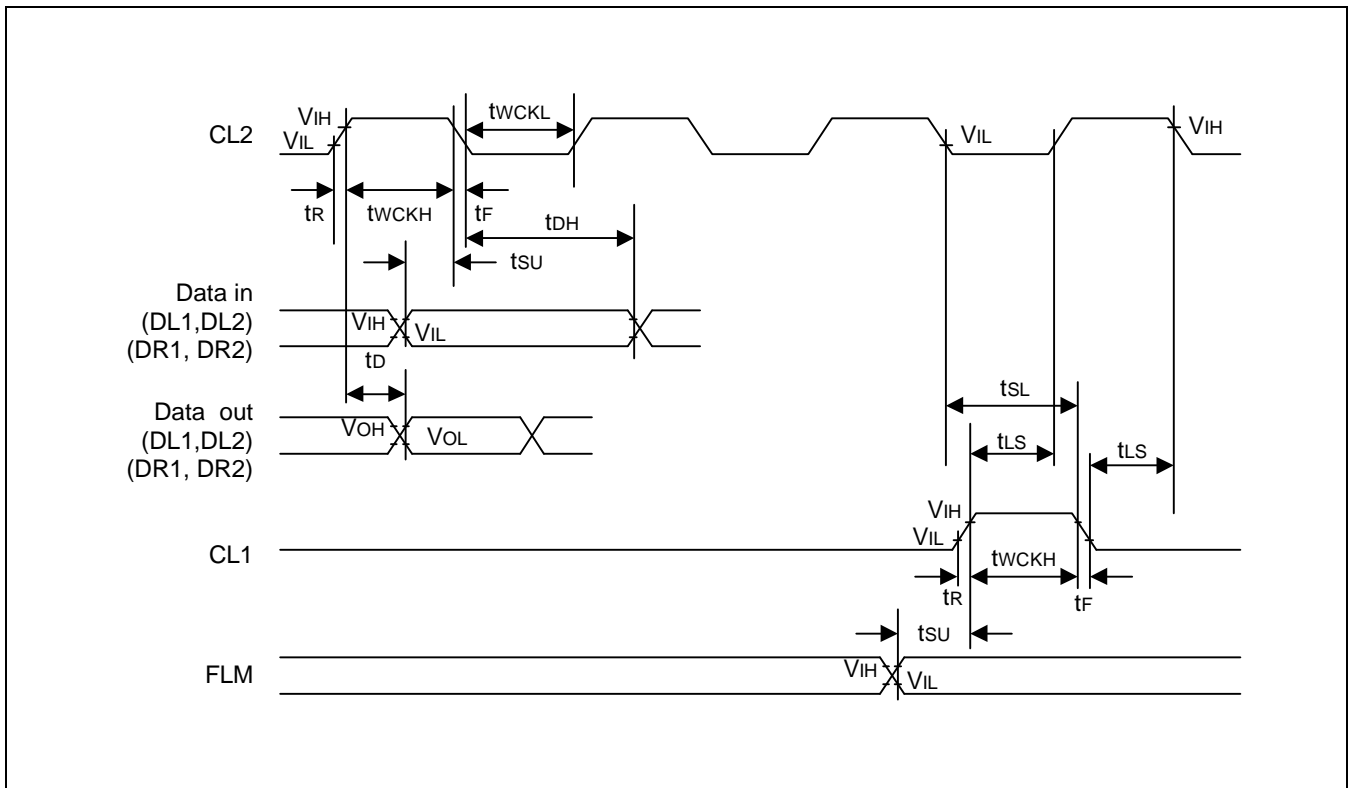 tWCKL
VIH
CL2
VIL
VIL
VIH
tR
tWCKH
tF
tDH
tSU
Data in
(DL1,DL2)
(DR1, DR2)
VIH
VIL
tD
tSL
Data out
(DL1,DL2)
(DR1, DR2)
VOH
VOL
tLS
tLS
VIH
VIL
CL1
tWCKH
tR
tF
tSU
FLM
VIH
VIL